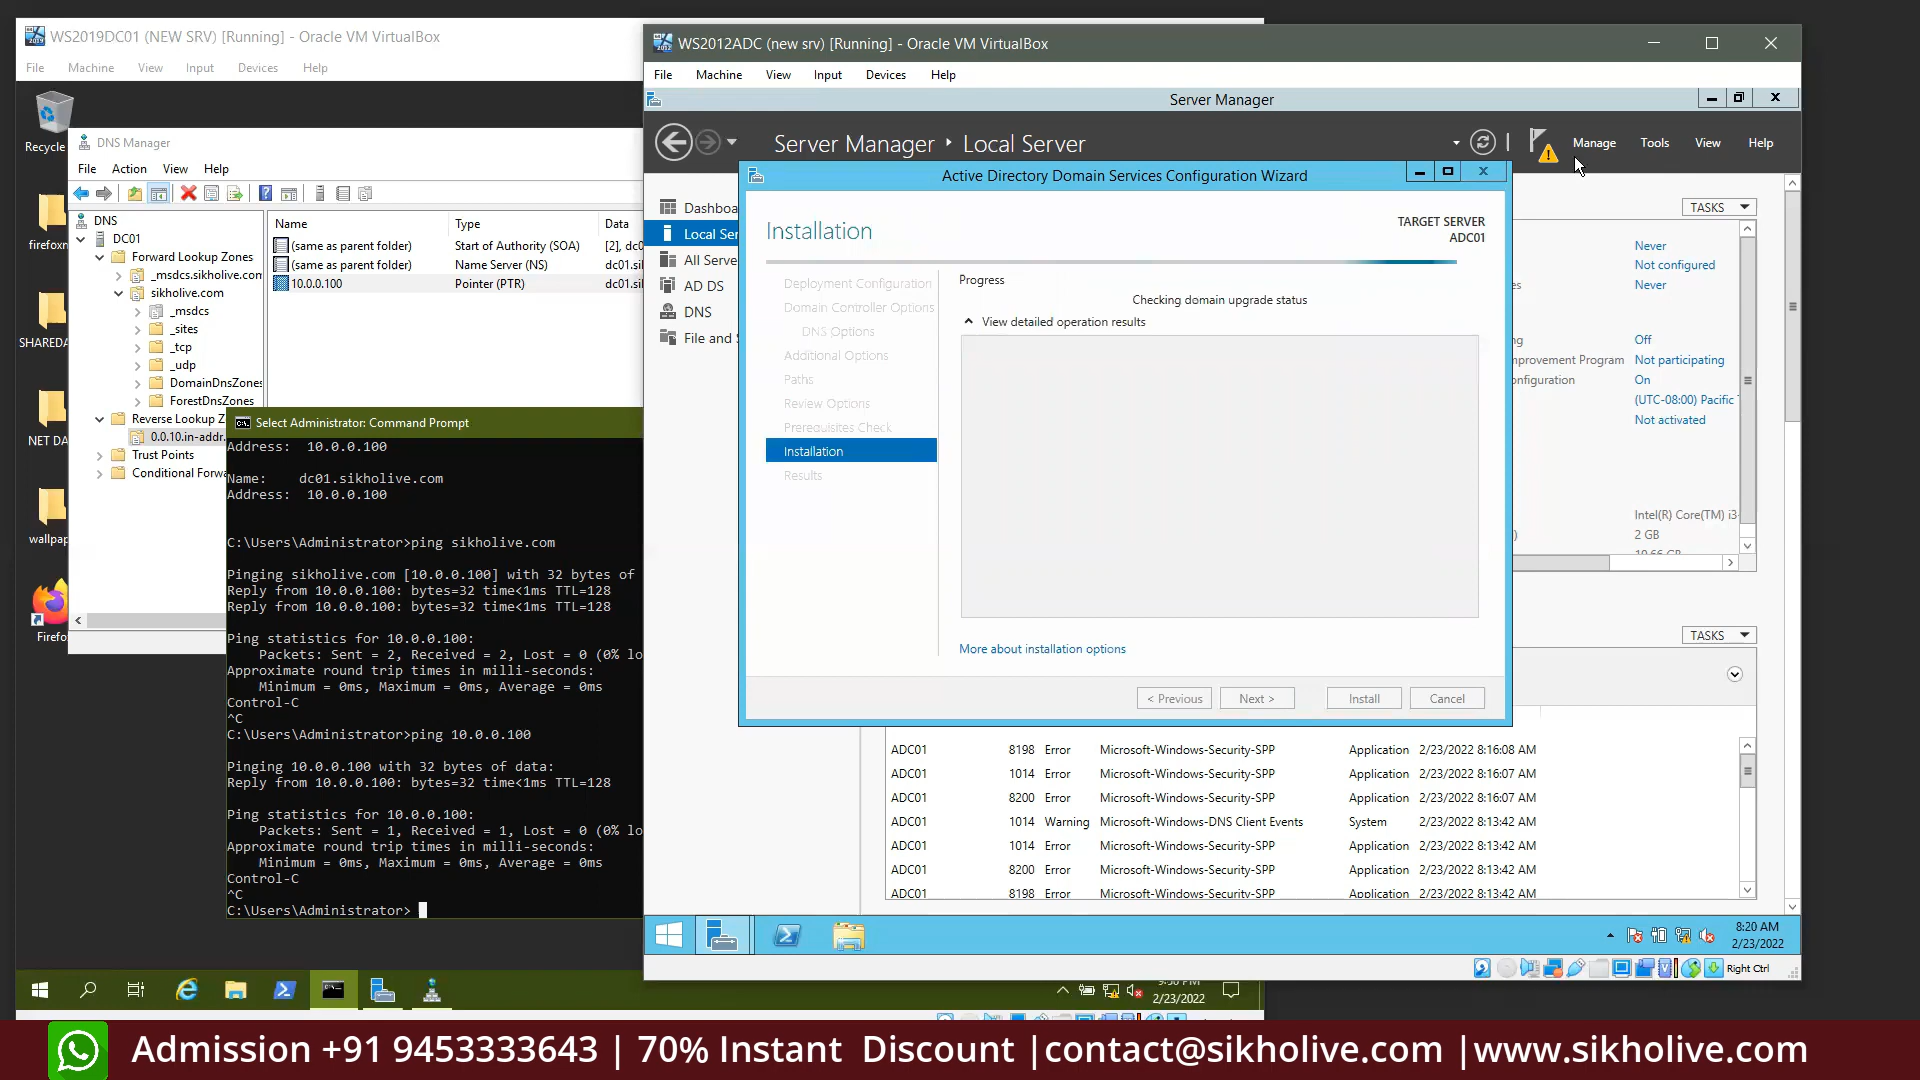 WS2019DC01 (NEW SRV) [Running] - Oracle VM VirtualBox
File Machine View Input Devices Help
Recycle
firefoxn
SHAREDA
NET DA
wallpap
Firefo
DNS Manager
File Action View Help
DNS
DC01
Forward Lookup Zones
_msdcs.sikholive.com
sikholive.com
_msdcs
_sites
_tcp
_udp
DomainDnsZones
ForestDnsZones
Reverse Lookup Z
0.0.10.in-addr.
Trust Points
Conditional Forwa
Name Type Data
(same as parent folder) Start of Authority (SOA) [2], dc0
(same as parent folder) Name Server (NS) dc01.si
10.0.0.100 Pointer (PTR) dc01.si
Select Administrator: Command Prompt
Address: 10.0.0.100
Name: dc01.sikholive.com
Address: 10.0.0.100
C:\Users\Administrator>ping sikholive.com
Pinging sikholive.com [10.0.0.100] with 32 bytes of
Reply from 10.0.0.100: bytes=32 time<1ms TTL=128
Reply from 10.0.0.100: bytes=32 time<1ms TTL=128
Ping statistics for 10.0.0.100:
Packets: Sent = 2, Received = 2, Lost = 0 (0% lo
Approximate round trip times in milli-seconds:
Minimum = 0ms, Maximum = 0ms, Average = 0ms
Control-C
^C
C:\Users\Administrator>ping 10.0.0.100
Pinging 10.0.0.100 with 32 bytes of data:
Reply from 10.0.0.100: bytes=32 time<1ms TTL=128
Ping statistics for 10.0.0.100:
Packets: Sent = 1, Received = 1, Lost = 0 (0% lo
Approximate round trip times in milli-seconds:
Minimum = 0ms, Maximum = 0ms, Average = 0ms
Control-C
^C
C:\Users\Administrator>
2/23/2022
WS2012ADC (new srv) [Running] - Oracle VM VirtualBox
File Machine View Input Devices Help
Server Manager
Server Manager ‣ Local Server
Manage Tools View Help
Dashboa
Local Ser
All Serve
AD DS
DNS
File and S
Active Directory Domain Services Configuration Wizard
Installation
TARGET SERVER
ADC01
Deployment Configuration
Domain Controller Options
DNS Options
Additional Options
Paths
Review Options
Prerequisites Check
Installation
Results
Progress
Checking domain upgrade status
View detailed operation results
More about installation options
< Previous Next > Install Cancel
TASKS
Never
Not configured
es Never
ng Off
mprovement Program Not participating
onfiguration On
(UTC-08:00) Pacific
Not activated
Intel(R) Core(TM) i3-
2 GB
TASKS
ADC01 8198 Error Microsoft-Windows-Security-SPP Application 2/23/2022 8:16:08 AM
ADC01 1014 Error Microsoft-Windows-Security-SPP Application 2/23/2022 8:16:07 AM
ADC01 8200 Error Microsoft-Windows-Security-SPP Application 2/23/2022 8:16:07 AM
ADC01 1014 Warning Microsoft-Windows-DNS Client Events System 2/23/2022 8:13:42 AM
ADC01 1014 Error Microsoft-Windows-Security-SPP Application 2/23/2022 8:13:42 AM
ADC01 8200 Error Microsoft-Windows-Security-SPP Application 2/23/2022 8:13:42 AM
ADC01 8198 Error Microsoft-Windows-Security-SPP Application 2/23/2022 8:13:42 AM
8:20 AM
2/23/2022
Right Ctrl
Admission +91 9453333643 | 70% Instant Discount |contact@sikholive.com |www.sikholive.com